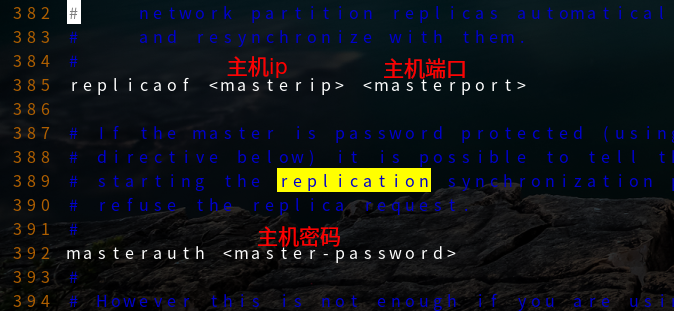 382 #      network partition replicas automatical
383 #      and resynchronize with them.
384 #
主机ip 主机端口
385 replicaof <masterip> <masterport>
386
387 # If the master is password protected (usin
388 # directive below) it is possible to tell t
389 # starting the replication synchronization
390 # refuse the replica request.
391 #
主机密码
392 masterauth <master-password>
393 #
394 # However this is not enough if you are usi